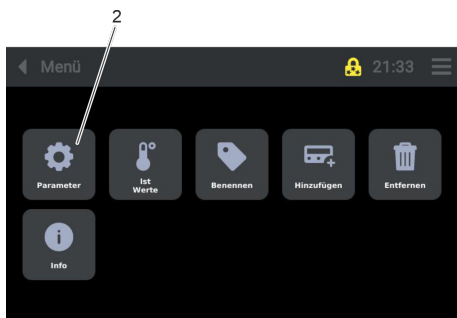 2
Menü
21:33
Parameter
Ist
Werte
Benennen
Hinzufügen
Entfernen
Info